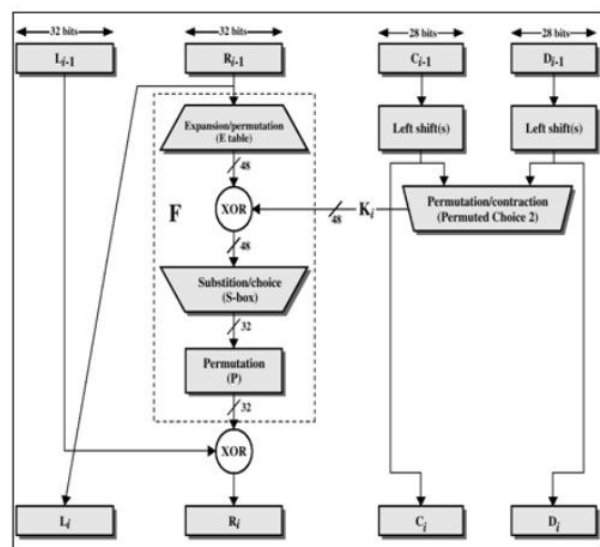 32 bits 32 bits 28 bits 28 bits
Li-1 Ri-1 Ci-1 Di-1
Expansion/permutation
(E table)
Left shift(s) Left shift(s)
48
F XOR 48 Ki
Permutation/contraction
(Permuted Choice 2)
48
Substition/choice
(S-box)
32
Permutation
(P)
32
XOR
Li Ri Ci Di